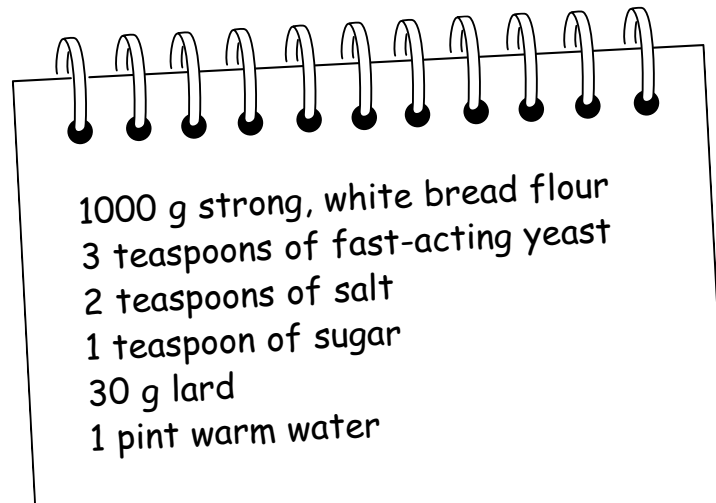 1000 g strong, white bread flour
3 teaspoons of fast-acting yeast
2 teaspoons of salt
1 teaspoon of sugar
30 g lard
1 pint warm water